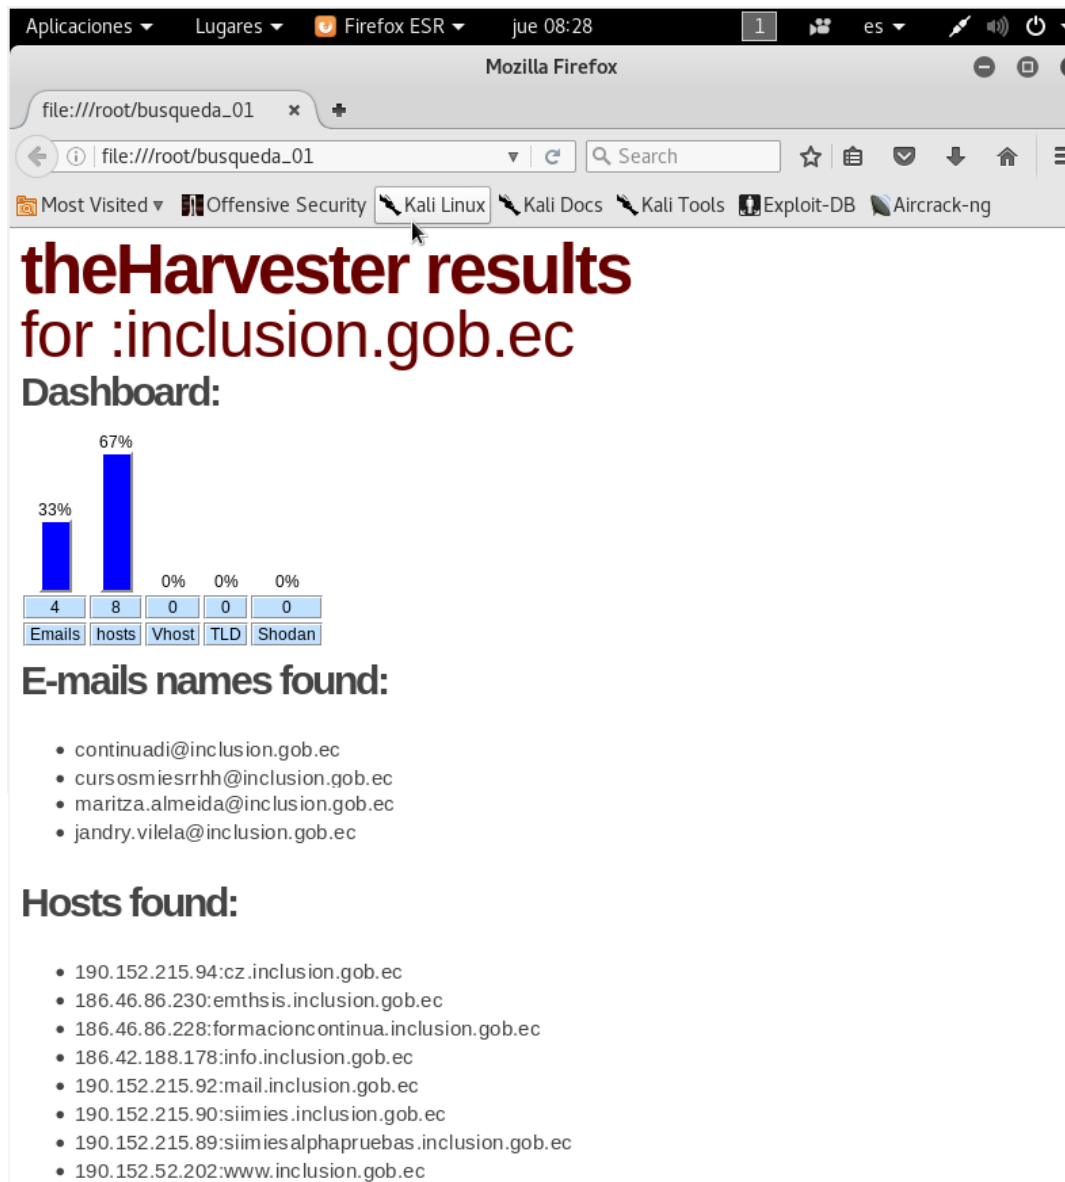 Aplicaciones Lugares Firefox ESR jue 08:28 1 es
Mozilla Firefox
file:///root/busqueda_01
file:///root/busqueda_01 Search
Most Visited Offensive Security Kali Linux Kali Docs Kali Tools Exploit-DB Aircrack-ng
theHarvester results
for :inclusion.gob.ec
Dashboard:
67%
33%
0% 0% 0%
4 8 0 0 0
Emails hosts Vhost TLD Shodan
E-mails names found:
continuadi@inclusion.gob.ec
cursosmiesrrhh@inclusion.gob.ec
maritza.almeida@inclusion.gob.ec
jandry.vilela@inclusion.gob.ec
Hosts found:
190.152.215.94:cz.inclusion.gob.ec
186.46.86.230:emthsis.inclusion.gob.ec
186.46.86.228:formacioncontinua.inclusion.gob.ec
186.42.188.178:info.inclusion.gob.ec
190.152.215.92:mail.inclusion.gob.ec
190.152.215.90:siimies.inclusion.gob.ec
190.152.215.89:siimiesalphapruebas.inclusion.gob.ec
190.152.52.202:www.inclusion.gob.ec